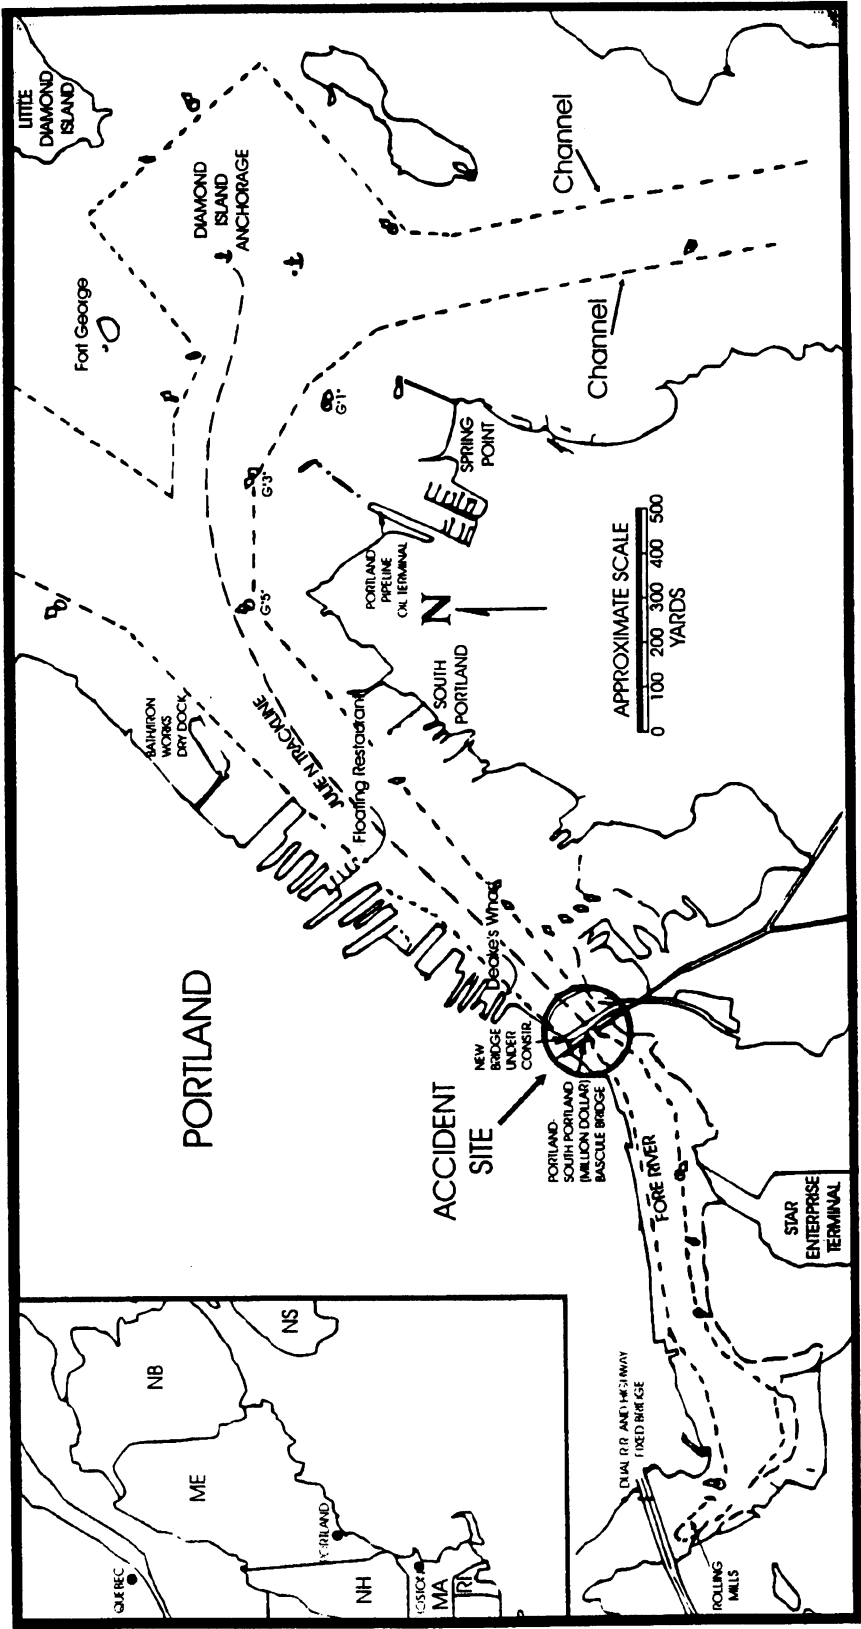 LITTLE
DIAMOND
ISLAND
DIAMOND
ISLAND
ANCHORAGE
Fort George
Channel
Channel
G"1"
G"3"
G"5"
SPRING
POINT
PORTLAND
PIPELINE
OIL TERMINAL
N
APPROXIMATE SCALE
0 100 200 300 400 500
YARDS
SOUTH
PORTLAND
BATH IRON
WORKS
DRY DOCK
JULIE N TRACKLINE
Floating Restaurant
Deake's Wharf
PORTLAND
NEW
BRIDGE
UNDER
CONSTR.
ACCIDENT
SITE
PORTLAND-
SOUTH PORTLAND
(MILLION DOLLAR)
BASCULE BRIDGE
FORE RIVER
STAR
ENTERPRISE
TERMINAL
DUAL R.R. AND HIGHWAY
FIXED BRIDGE
ROLLING
MILLS
NS
NB
ME
QUEBEC
PORTLAND
NH
BOSTON
MA
RI